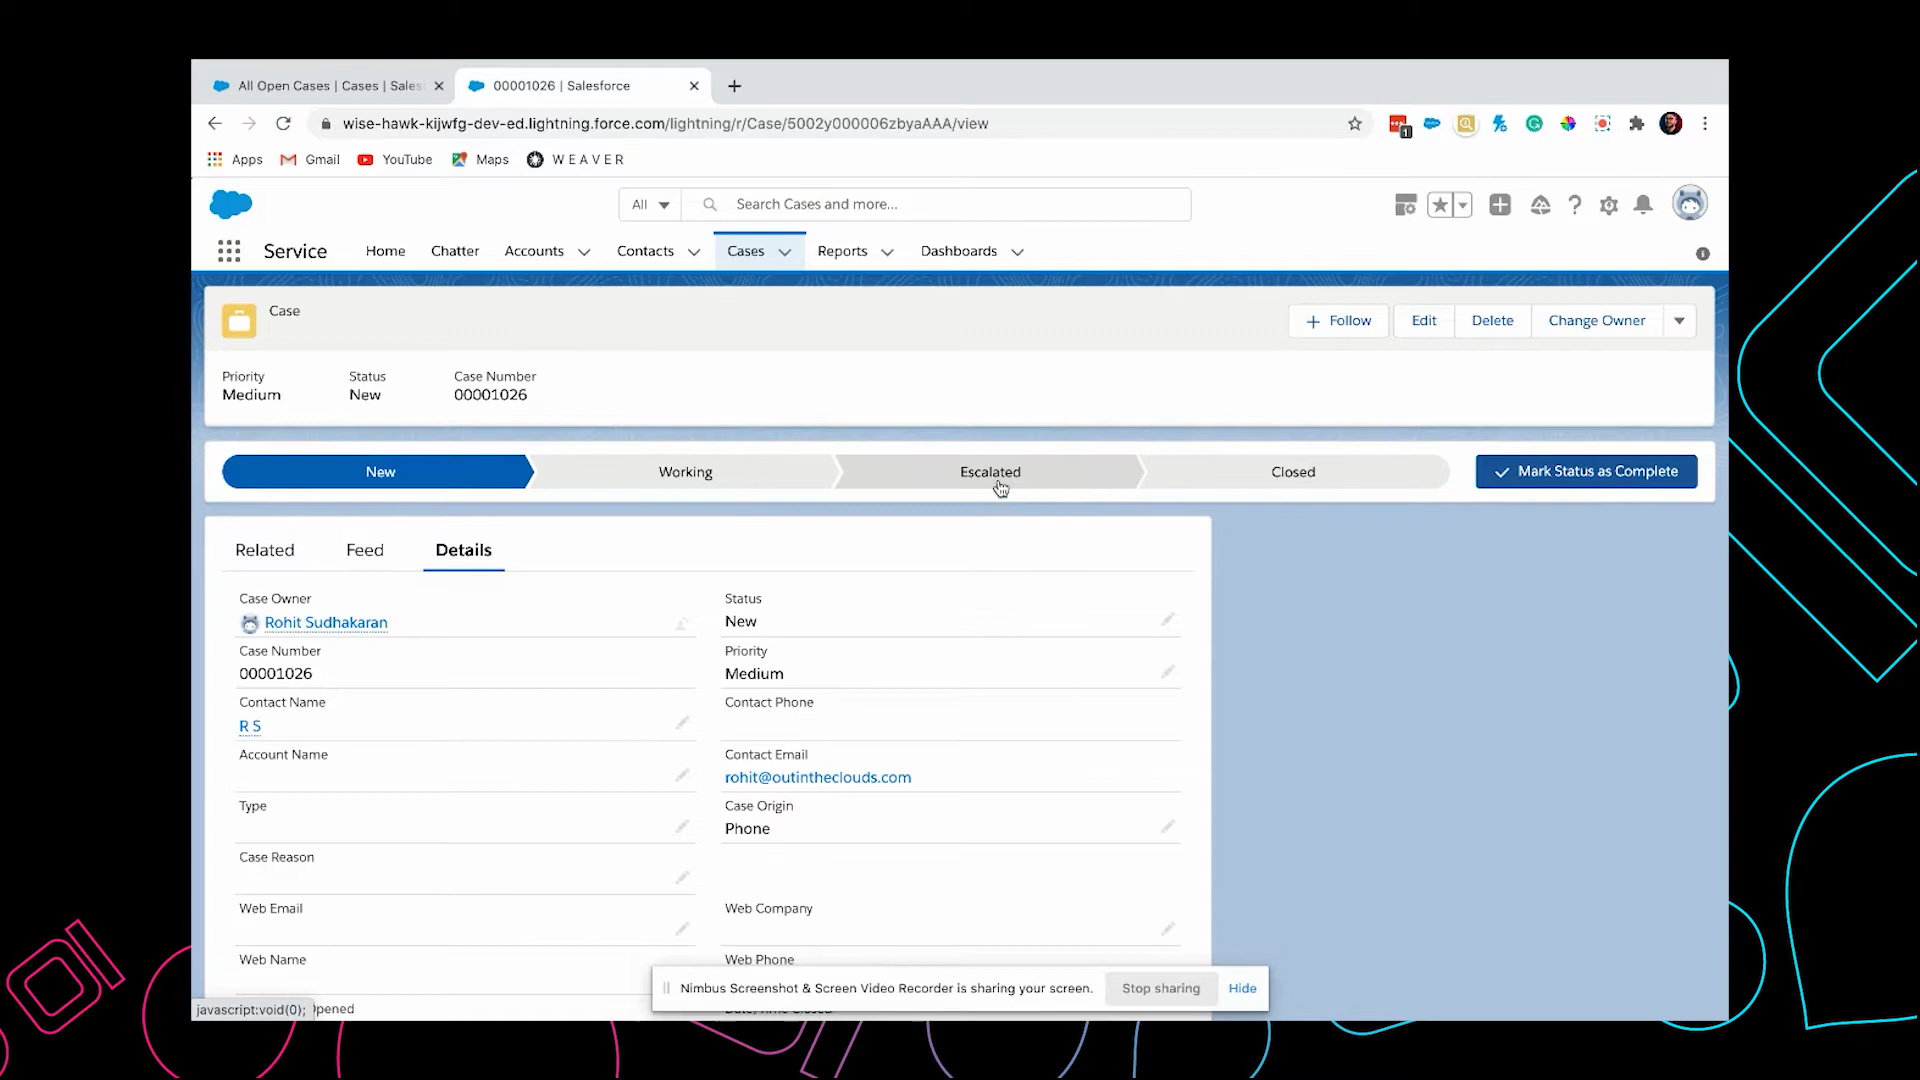 All Open Cases | Cases | Sales
00001026 | Salesforce
wise-hawk-kijwfg-dev-ed.lightning.force.com/lightning/r/Case/5002y000006zbyaAAA/view
1
Apps Gmail YouTube Maps WEAVER
All Search Cases and more...
Service Home Chatter Accounts Contacts Cases Reports Dashboards
Case
Follow Edit Delete Change Owner
Priority Status Case Number
Medium New 00001026
New Working Escalated Closed Mark Status as Complete
Related Feed Details
Case Owner Status
Rohit Sudhakaran New
Case Number Priority
00001026 Medium
Contact Name Contact Phone
R S
Account Name Contact Email
rohit@outintheclouds.com
Type Case Origin
Phone
Case Reason
Web Email Web Company
Web Name Web Phone
Nimbus Screenshot & Screen Video Recorder is sharing your screen. Stop sharing Hide
javascript:void(0); Opened
Date/Time Closed